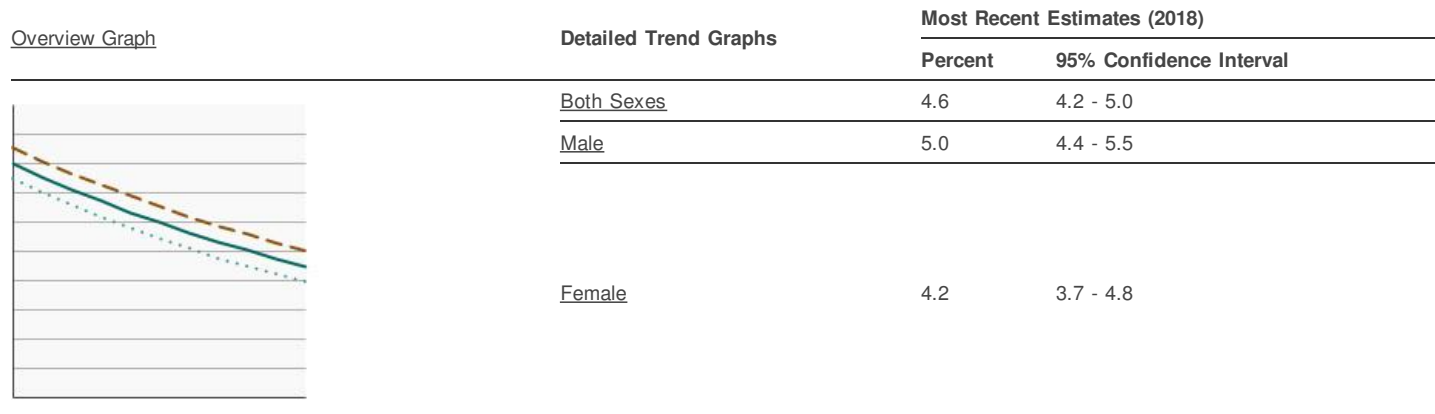 Overview Graph
Detailed Trend Graphs
Most Recent Estimates (2018)
Percent 95% Confidence Interval
Both Sexes 4.6 4.2 - 5.0
Male 5.0 4.4 - 5.5
Female 4.2 3.7 - 4.8